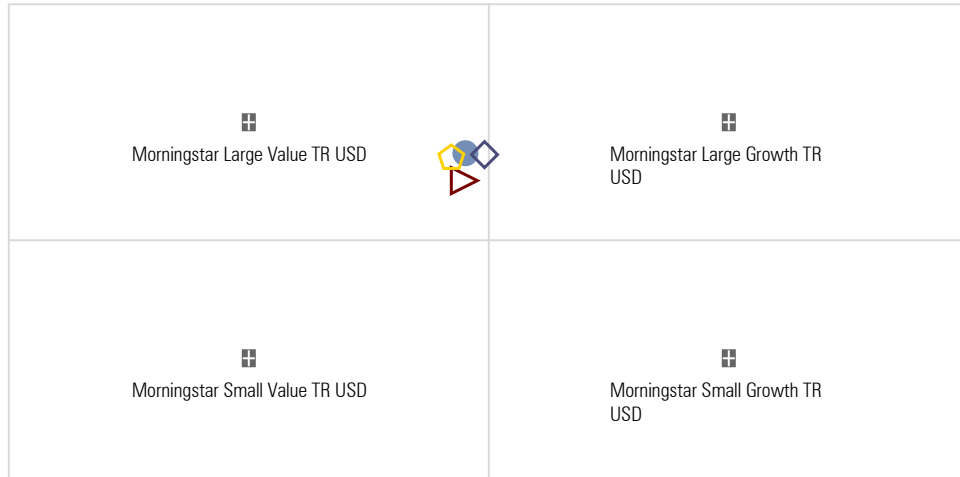 Morningstar Large Value TR USD
Morningstar Large Growth TR
USD
Morningstar Small Value TR USD
Morningstar Small Growth TR
USD